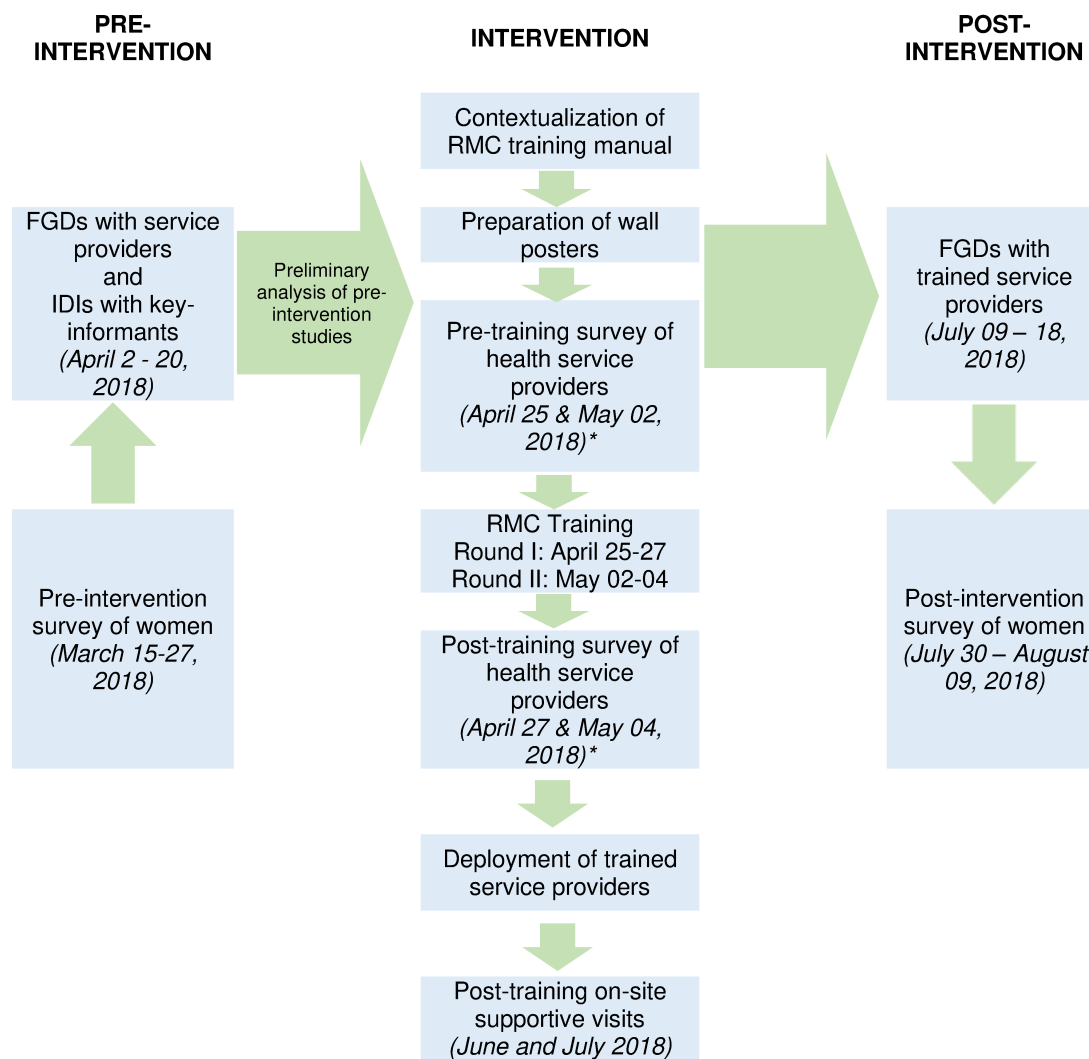 PRE-
INTERVENTION
FGDs with service
providers
and
IDIs with key-
informants
(April 2 - 20,
2018)
Pre-intervention
survey of women
(March 15-27,
2018)
Preliminary
analysis of pre-
intervention
studies
INTERVENTION
Contextualization of
RMC training manual
Preparation of wall
posters
Pre-training survey of
health service
providers
(April 25 & May 02,
2018)*
RMC Training
Round I: April 25-27
Round II: May 02-04
Post-training survey of
health service
providers
(April 27 & May 04,
2018)*
Deployment of trained
service providers
Post-training on-site
supportive visits
(June and July 2018)
POST-
INTERVENTION
FGDs with
trained service
providers
(July 09 – 18,
2018)
Post-intervention
survey of women
(July 30 – August
09, 2018)